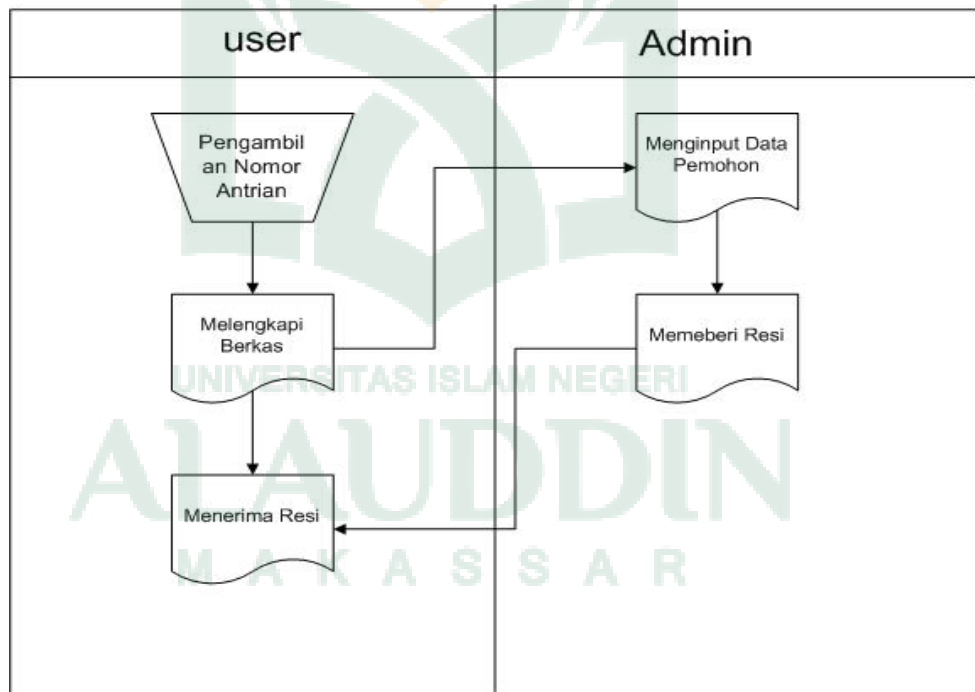 user
Admin
Pengambil
an Nomor
Antrian
Menginput Data
Pemohon
Melengkapi
Berkas
Memeberi Resi
UNIVERSITAS ISLAM NEGERI
ALAUDDIN
Menerima Resi
MAKASSAR